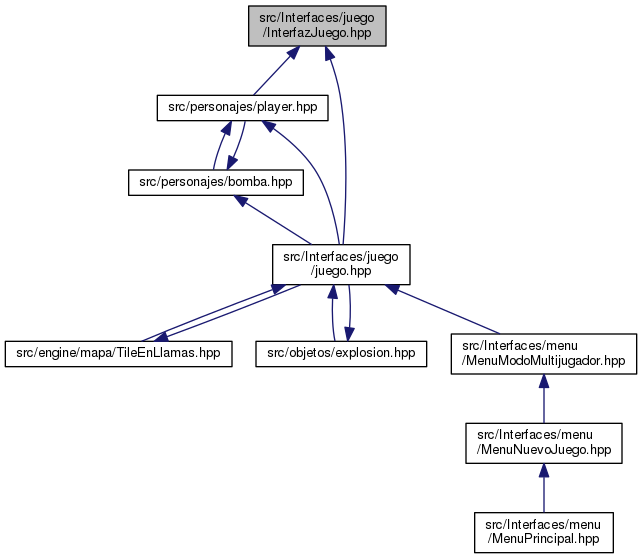 src/Interfaces/juego
/InterfazJuego.hpp
src/personajes/player.hpp
src/personajes/bomba.hpp
src/Interfaces/juego
/juego.hpp
src/engine/mapa/TileEnLlamas.hpp
src/objetos/explosion.hpp
src/Interfaces/menu
/MenuModoMultijugador.hpp
src/Interfaces/menu
/MenuNuevoJuego.hpp
src/Interfaces/menu
/MenuPrincipal.hpp